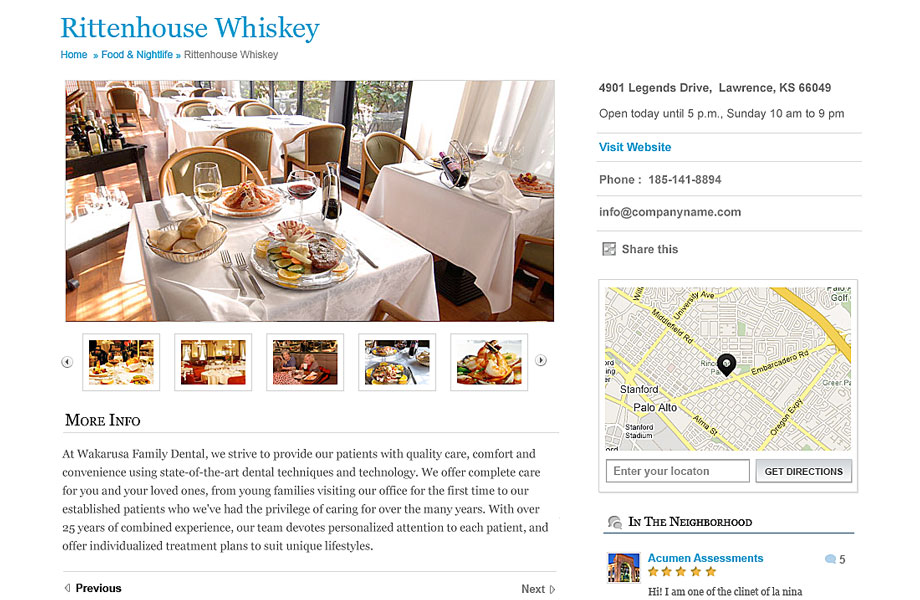 Rittenhouse Whiskey
Home » Food & Nightlife » Rittenhouse Whiskey
4901 Legends Drive, Lawrence, KS 66049
Open today until 5 p.m., Sunday 10 am to 9 pm
Visit Website
Phone : 185-141-8894
info@companyname.com
Share this
University Ave
Palo A
Golf
Middlefield Rd
Embarcadero Rd
Greer Pa
Stanford
Palo Alto
Stanford
Stadium
Alma St
Oregon Expy
Enter your locaton
GET DIRECTIONS
More Info
At Wakarusa Family Dental, we strive to provide our patients with quality care, comfort and
convenience using state-of-the-art dental techniques and technology. We offer complete care
for you and your loved ones, from young families visiting our office for the first time to our
established patients who we've had the privilege of caring for over the many years. With over
25 years of combined experience, our team devotes personalized attention to each patient, and
offer individualized treatment plans to suit unique lifestyles.
Previous
Next
In The Neighborhood
Acumen Assessments
5
Hi! I am one of the clinet of la nina